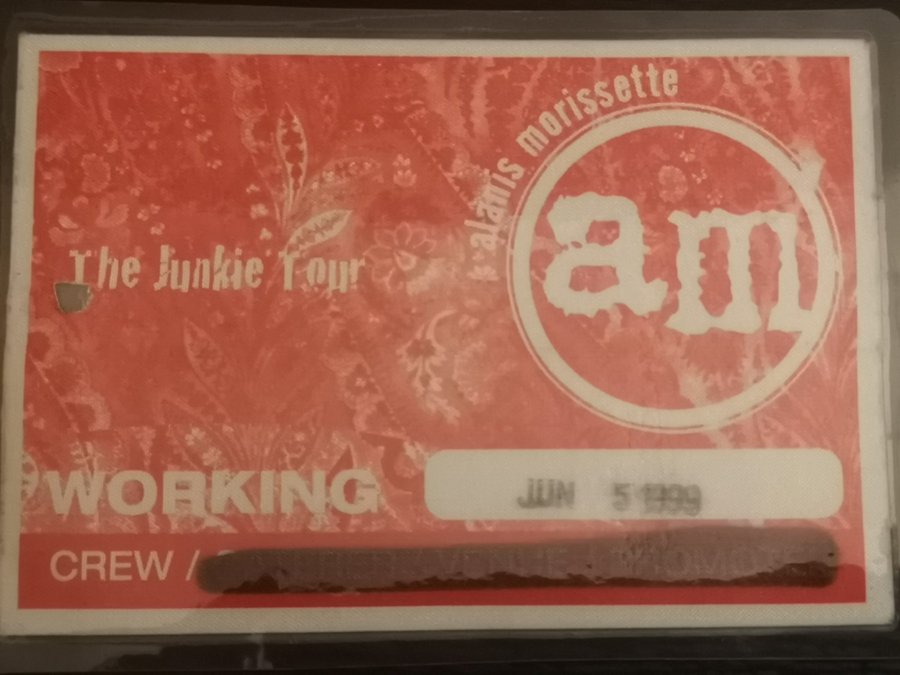 alanis morissette
am
The Junkie Tour
WORKING
JUN 5 1999
CREW /